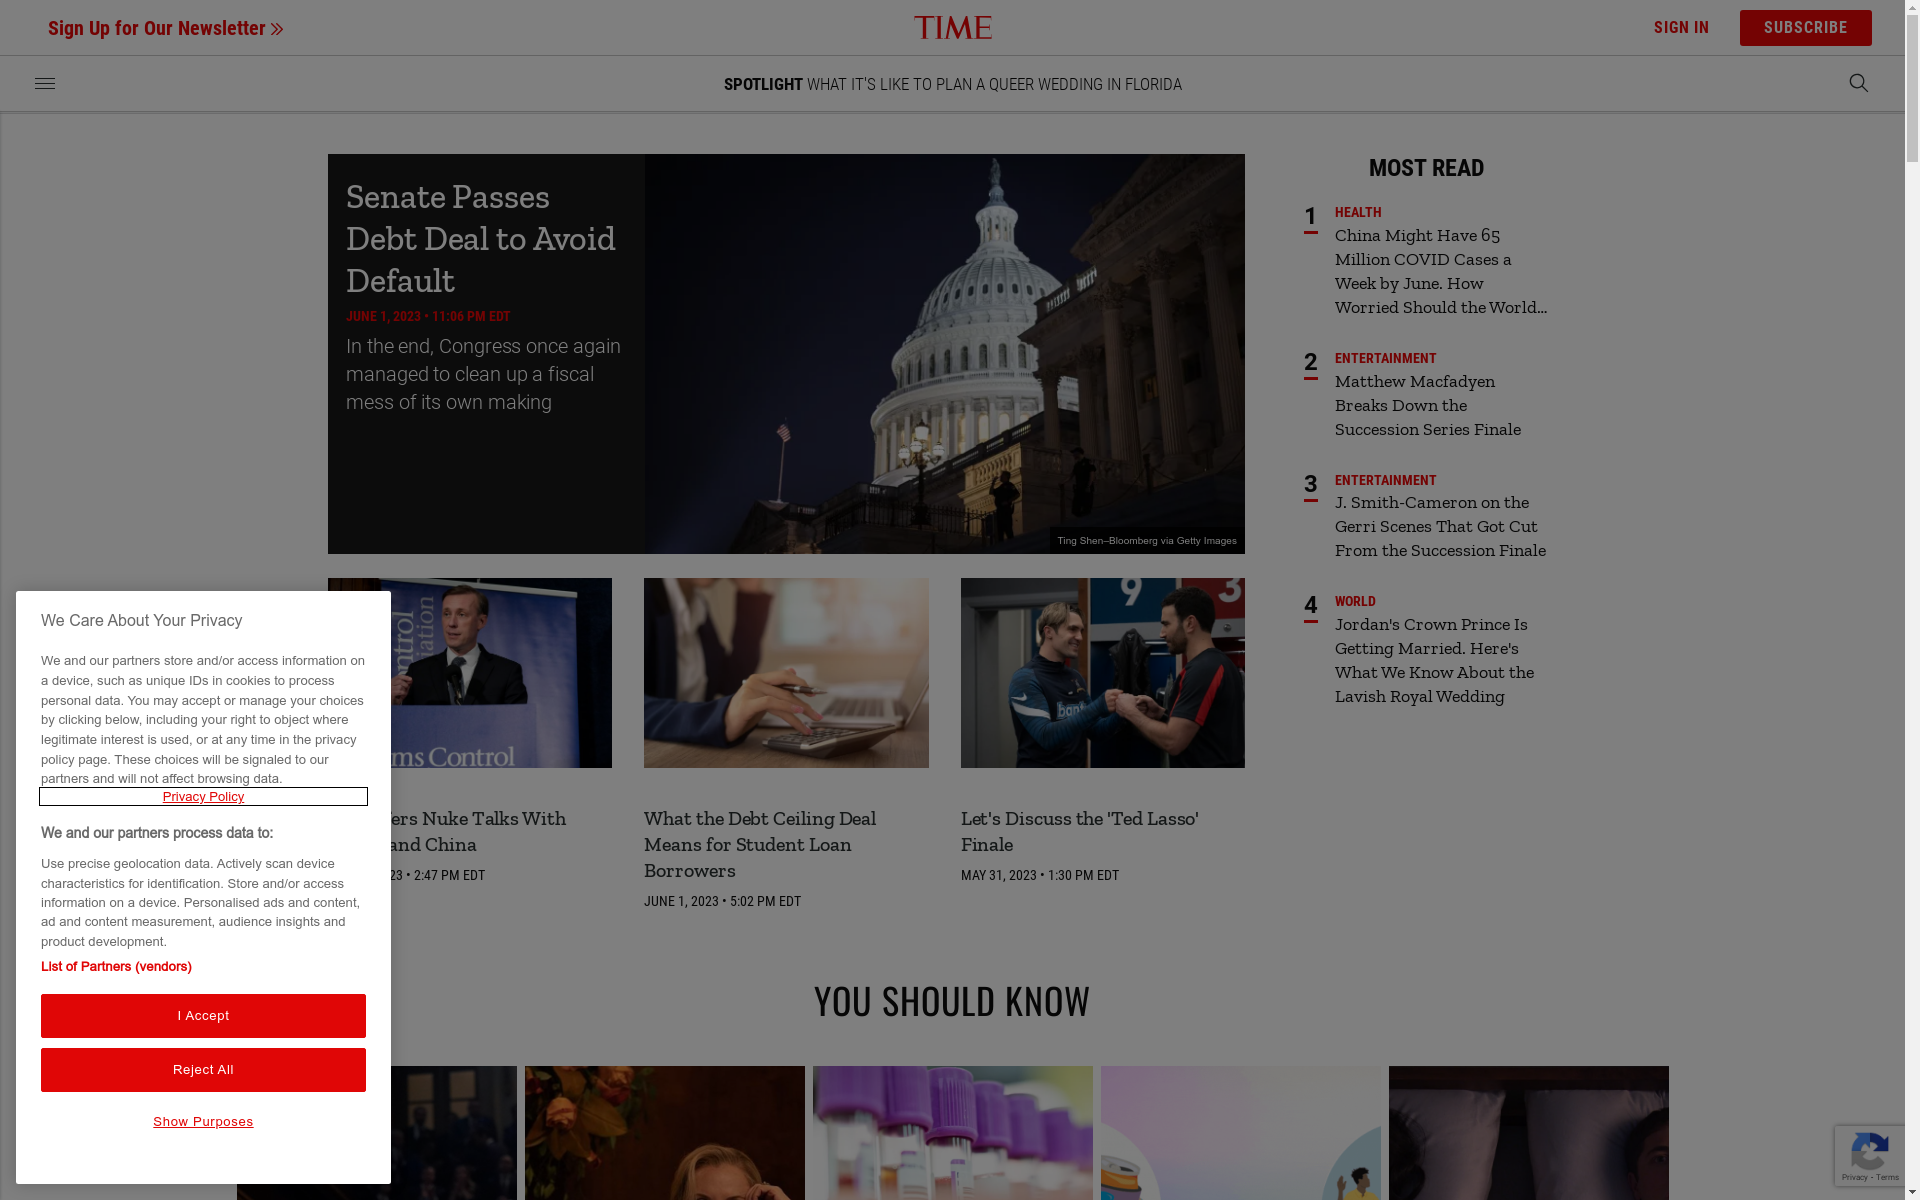 Sign Up for Our Newsletter
TIME
SIGN IN
SUBSCRIBE
SPOTLIGHT WHAT IT'S LIKE TO PLAN A QUEER WEDDING IN FLORIDA
Senate Passes
Debt Deal to Avoid
Default
JUNE 1, 2023 • 11:06 PM EDT
In the end, Congress once again
managed to clean up a fiscal
mess of its own making
Ting Shen—Bloomberg via Getty Images
MOST READ
1
HEALTH
China Might Have 65
Million COVID Cases a
Week by June. How
Worried Should the World...
2
ENTERTAINMENT
Matthew Macfadyen
Breaks Down the
Succession Series Finale
3
ENTERTAINMENT
J. Smith-Cameron on the
Gerri Scenes That Got Cut
From the Succession Finale
4
WORLD
Jordan's Crown Prince Is
Getting Married. Here's
What We Know About the
Lavish Royal Wedding
ntrol
iation
ms Control
9
3
Nuke Talks With
and China
23 • 2:47 PM EDT
What the Debt Ceiling Deal
Means for Student Loan
Borrowers
JUNE 1, 2023 • 5:02 PM EDT
Let's Discuss the 'Ted Lasso'
Finale
MAY 31, 2023 • 1:30 PM EDT
We Care About Your Privacy
We and our partners store and/or access information on
a device, such as unique IDs in cookies to process
personal data. You may accept or manage your choices
by clicking below, including your right to object where
legitimate interest is used, or at any time in the privacy
policy page. These choices will be signaled to our
partners and will not affect browsing data.
Privacy Policy
We and our partners process data to:
Use precise geolocation data. Actively scan device
characteristics for identification. Store and/or access
information on a device. Personalised ads and content,
ad and content measurement, audience insights and
product development.
List of Partners (vendors)
I Accept
Reject All
Show Purposes
YOU SHOULD KNOW
Privacy - Terms